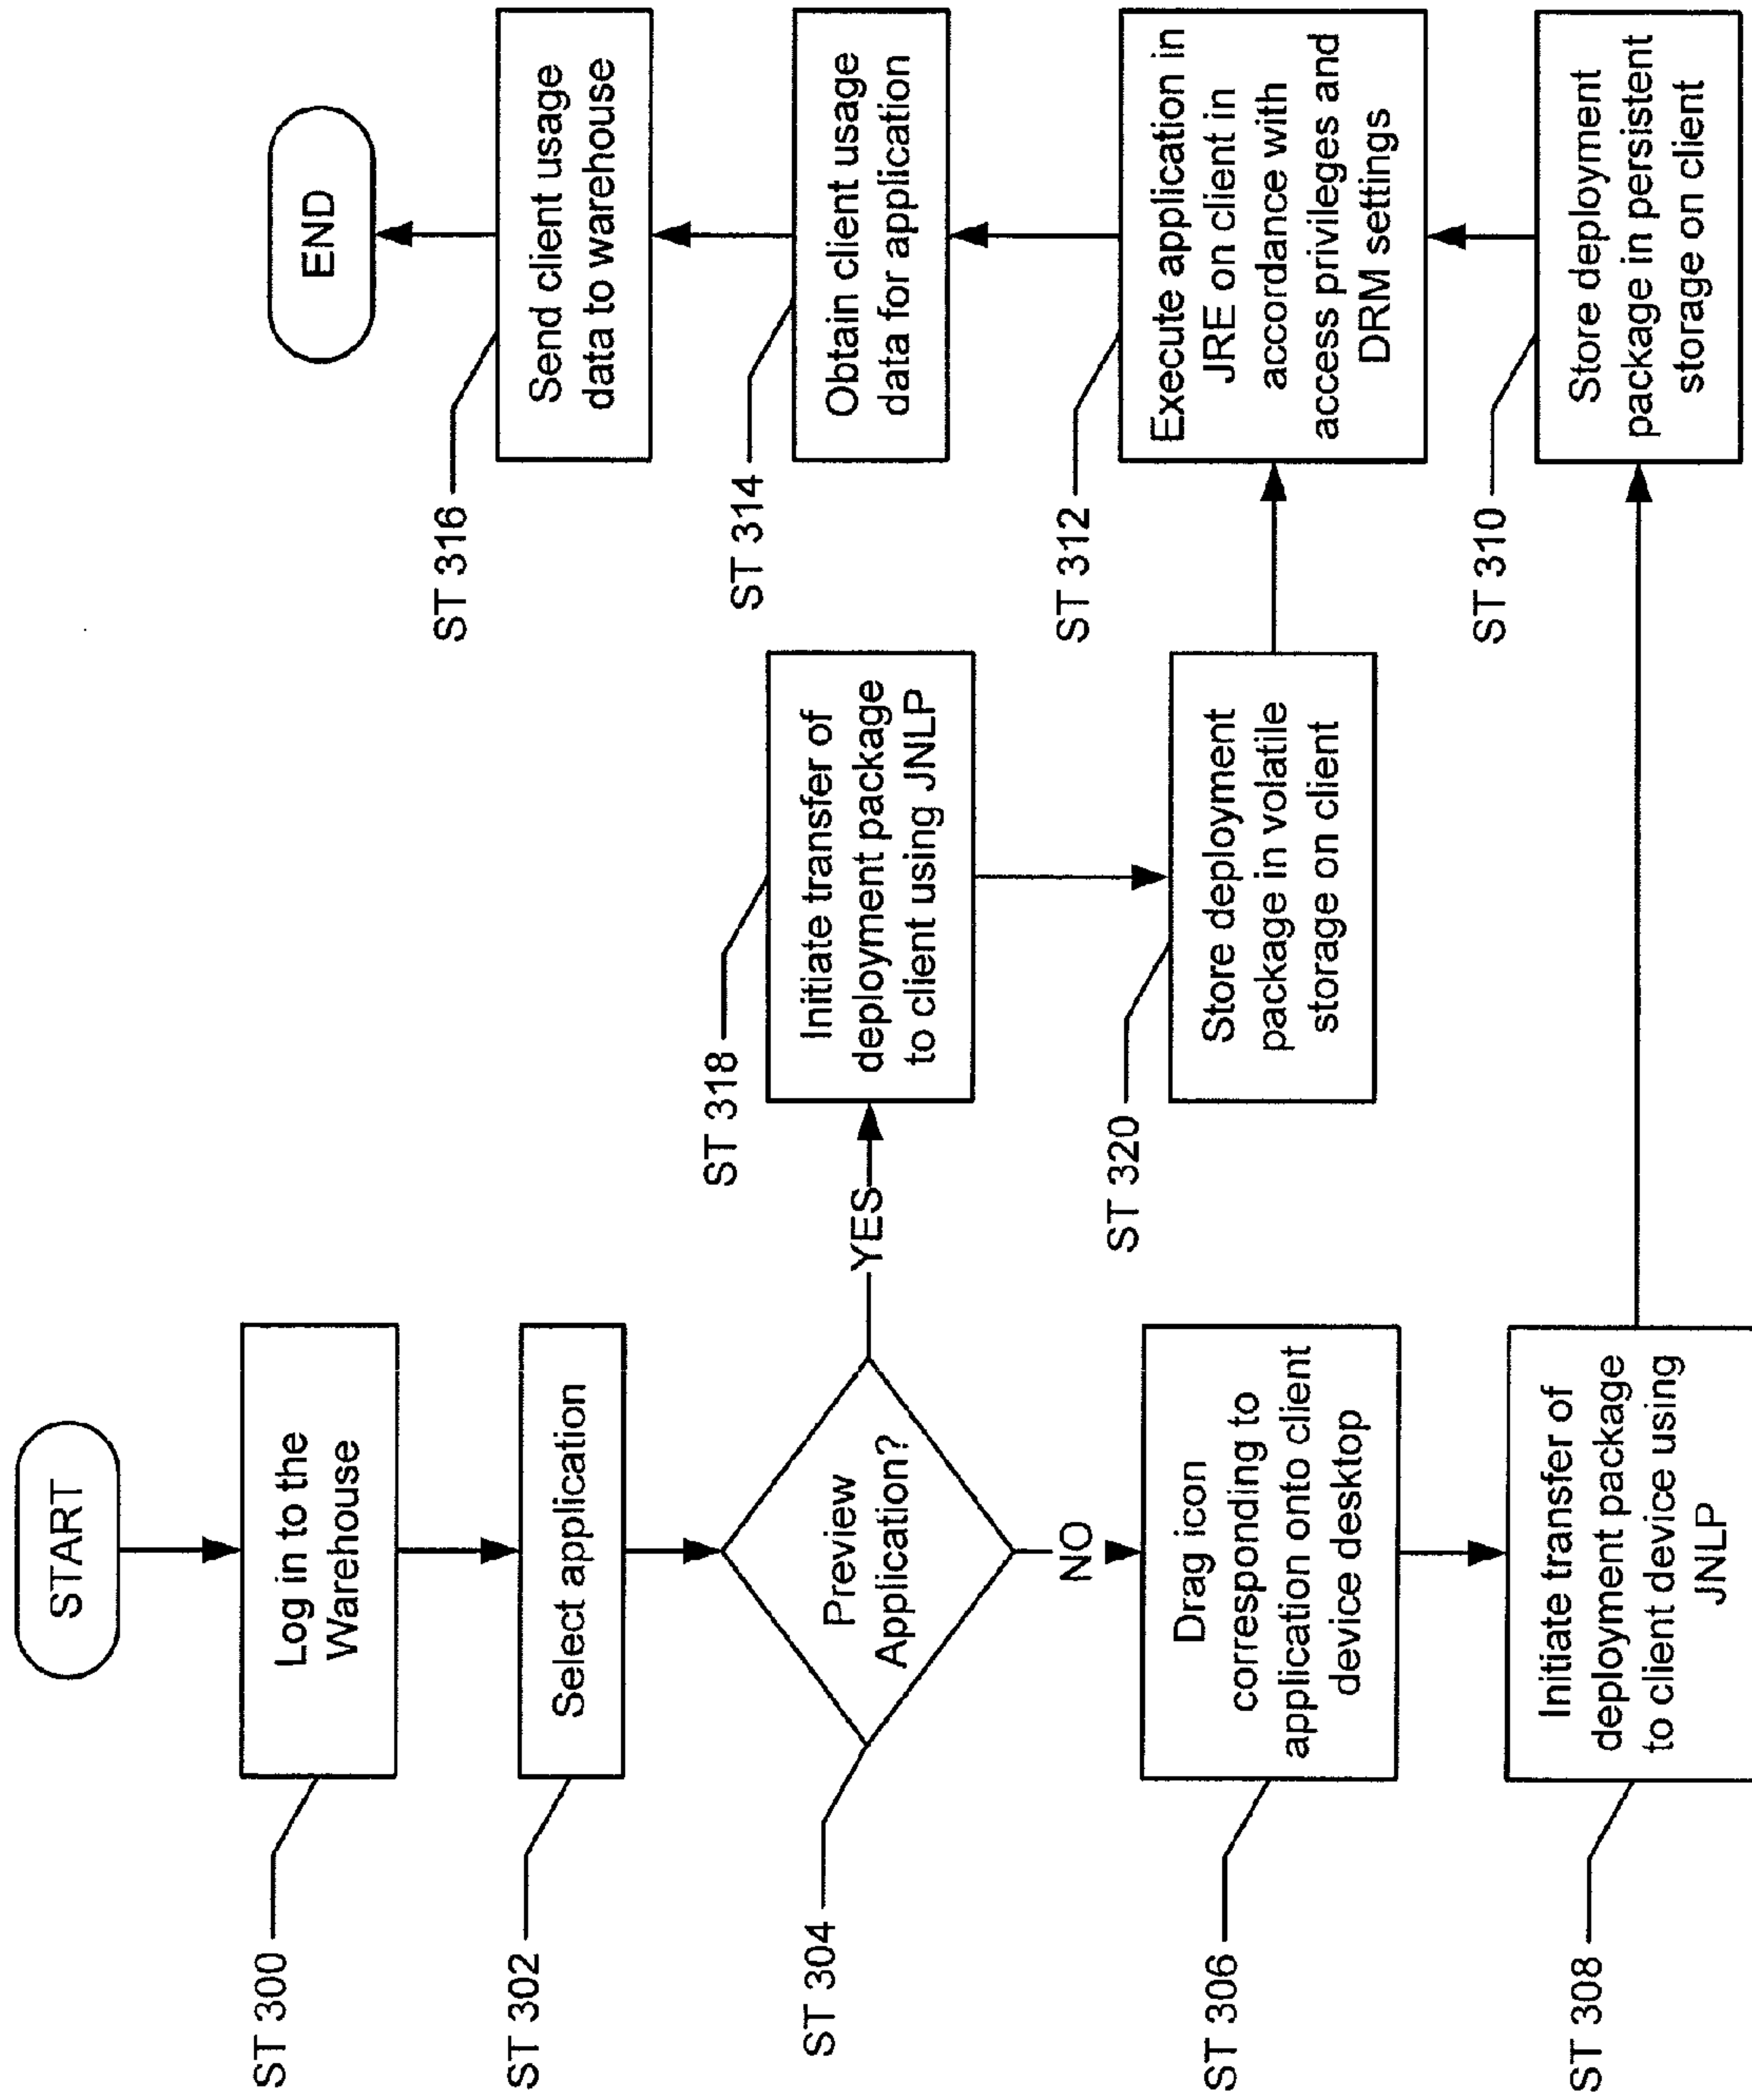 START
ST 300
Log in to the
Warehouse
ST 302
Select application
ST 304
Preview
Application?
YES
NO
ST 306
Drag icon
corresponding to
application onto client
device desktop
ST 308
Initiate transfer of
deployment package
to client device using
JNLP
ST 318
Initiate transfer of
deployment package
to client using JNLP
ST 320
Store deployment
package in volatile
storage on client
ST 310
Store deployment
package in persistent
storage on client
ST 312
Execute application in
JRE on client in
accordance with
access privileges and
DRM settings
ST 314
Obtain client usage
data for application
ST 316
Send client usage
data to warehouse
END